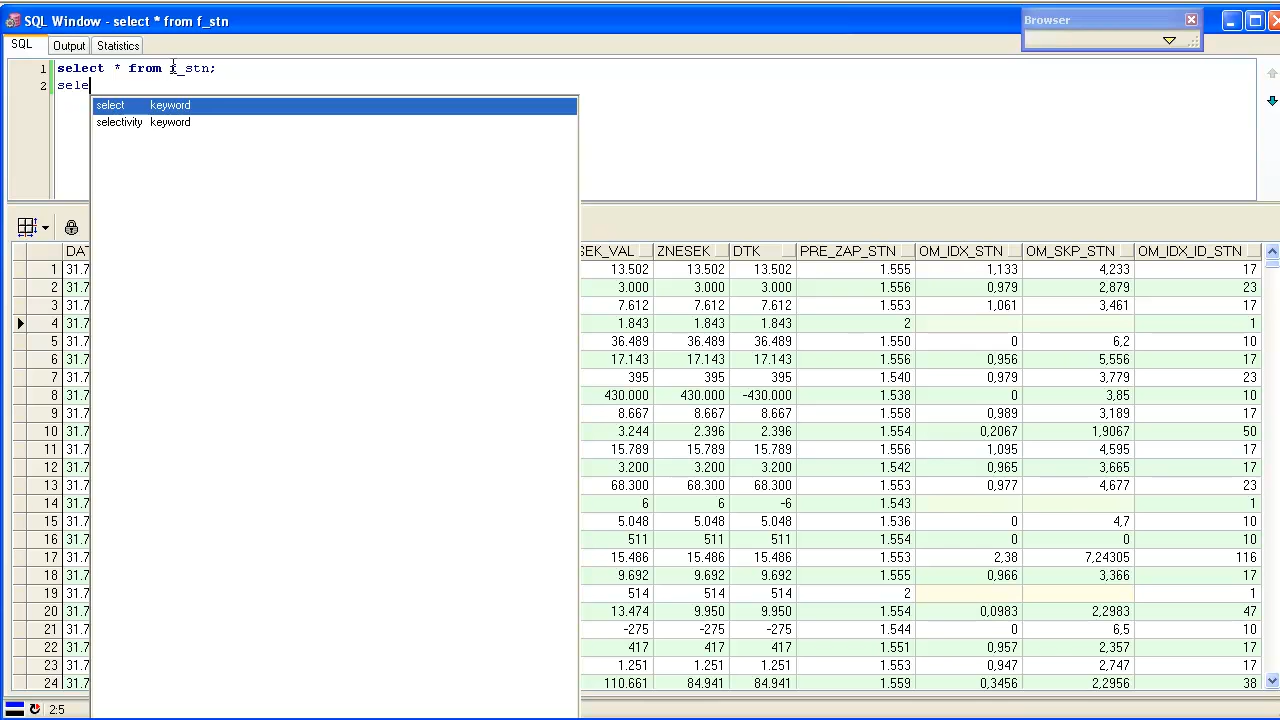 SQL Window - select * from f_stn
Browser
SQL Output Statistics
1 select * from f_stn;
2 sele
select keyword
selectivity keyword
DAT SEK_VAL ZNESEK DTK PRE_ZAP_STN OM_IDX_STN OM_SKP_STN OM_IDX_ID_STN
1 31.7 13.502 13.502 13.502 1.555 1,133 4,233 17
2 31.7 3.000 3.000 3.000 1.556 0,979 2,879 23
3 31.7 7.612 7.612 7.612 1.553 1,061 3,461 17
4 31.7 1.843 1.843 1.843 2 1
5 31.7 36.489 36.489 36.489 1.550 0 6,2 10
6 31.7 17.143 17.143 17.143 1.556 0,956 5,556 17
7 31.7 395 395 395 1.540 0,979 3,779 23
8 31.7 430.000 430.000 -430.000 1.538 0 3,85 10
9 31.7 8.667 8.667 8.667 1.558 0,989 3,189 17
10 31.7 3.244 2.396 2.396 1.554 0,2067 1,9067 50
11 31.7 15.789 15.789 15.789 1.556 1,095 4,595 17
12 31.7 3.200 3.200 3.200 1.542 0,965 3,665 17
13 31.7 68.300 68.300 68.300 1.553 0,977 4,677 23
14 31.7 6 6 -6 1.543 1
15 31.7 5.048 5.048 5.048 1.536 0 4,7 10
16 31.7 511 511 511 1.554 0 0 10
17 31.7 15.486 15.486 15.486 1.553 2,38 7,24305 116
18 31.7 9.692 9.692 9.692 1.555 0,966 3,366 17
19 31.7 514 514 514 2 1
20 31.7 13.474 9.950 9.950 1.554 0,0983 2,2983 47
21 31.7 -275 -275 -275 1.544 0 6,5 10
22 31.7 417 417 417 1.551 0,957 2,357 17
23 31.7 1.251 1.251 1.251 1.553 0,947 2,747 17
24 31.7 110.661 84.941 84.941 1.559 0,3456 2,2956 38
2:5